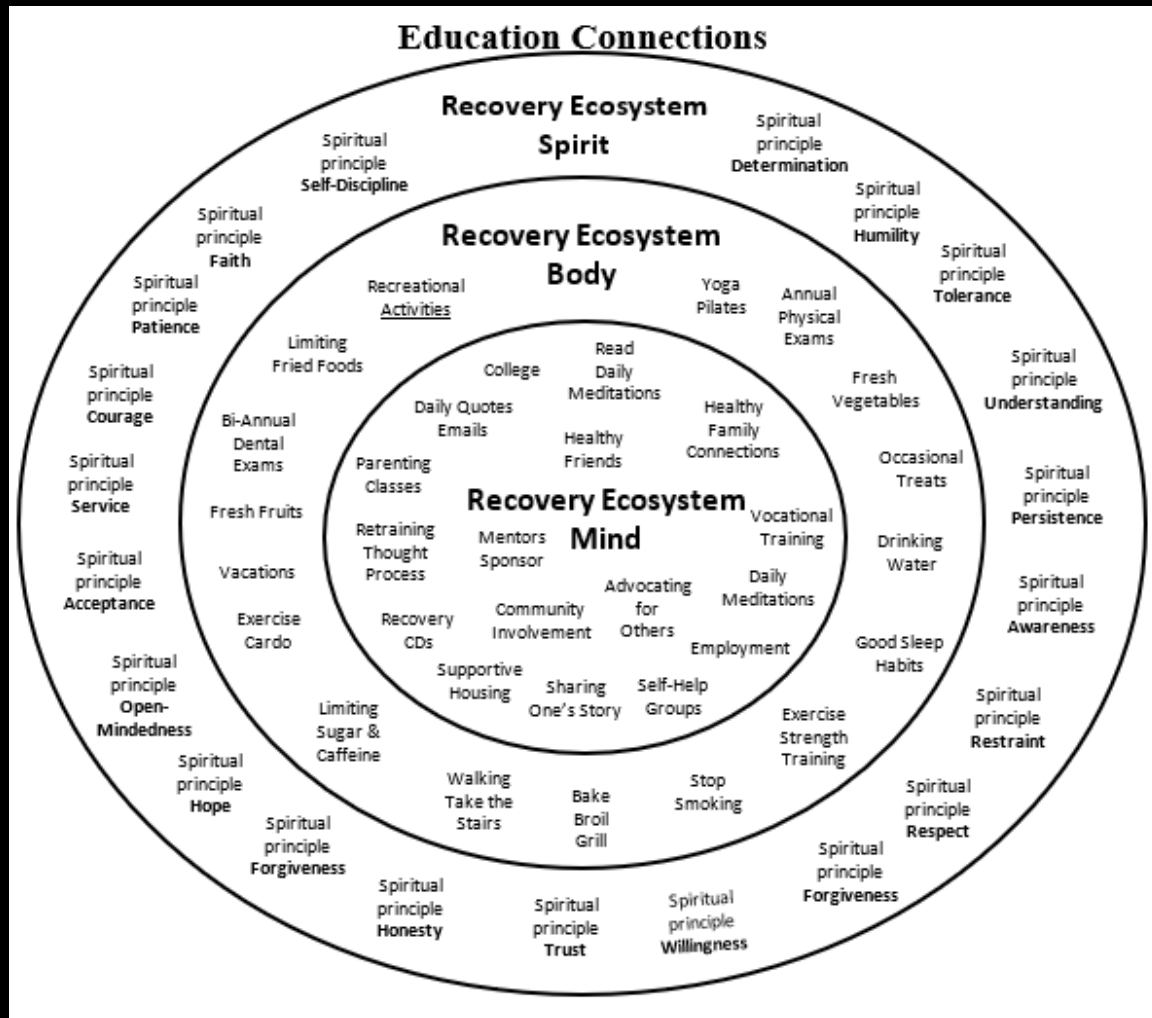 Education Connections
Recovery Ecosystem
Spirit
Spiritual
principle
Self-Discipline
Spiritual
principle
Faith
Spiritual
principle
Patience
Spiritual
principle
Courage
Spiritual
principle
Service
Spiritual
principle
Acceptance
Spiritual
principle
Open-
Mindedness
Spiritual
principle
Hope
Spiritual
principle
Forgiveness
Spiritual
principle
Honesty
Spiritual
principle
Trust
Spiritual
principle
Willingness
Spiritual
principle
Forgiveness
Spiritual
principle
Respect
Spiritual
principle
Restraint
Spiritual
principle
Awareness
Spiritual
principle
Persistence
Spiritual
principle
Understanding
Spiritual
principle
Tolerance
Spiritual
principle
Humility
Spiritual
principle
Determination
Recovery Ecosystem
Body
Recreational
Activities
Limiting
Fried Foods
Bi-Annual
Dental
Exams
Fresh Fruits
Vacations
Exercise
Cardo
Limiting
Sugar &
Caffeine
Walking
Take the
Stairs
Bake
Broil
Grill
Stop
Smoking
Exercise
Strength
Training
Good Sleep
Habits
Drinking
Water
Occasional
Treats
Fresh
Vegetables
Annual
Physical
Exams
Yoga
Pilates
College
Read
Daily
Meditations
Daily Quotes
Emails
Healthy
Friends
Healthy
Family
Connections
Parenting
Classes
Recovery Ecosystem
Mind
Retraining
Thought
Process
Mentors
Sponsor
Vocational
Training
Recovery
CDs
Community
Involvement
Advocating
for
Others
Daily
Meditations
Employment
Supportive
Housing
Sharing
One's Story
Self-Help
Groups